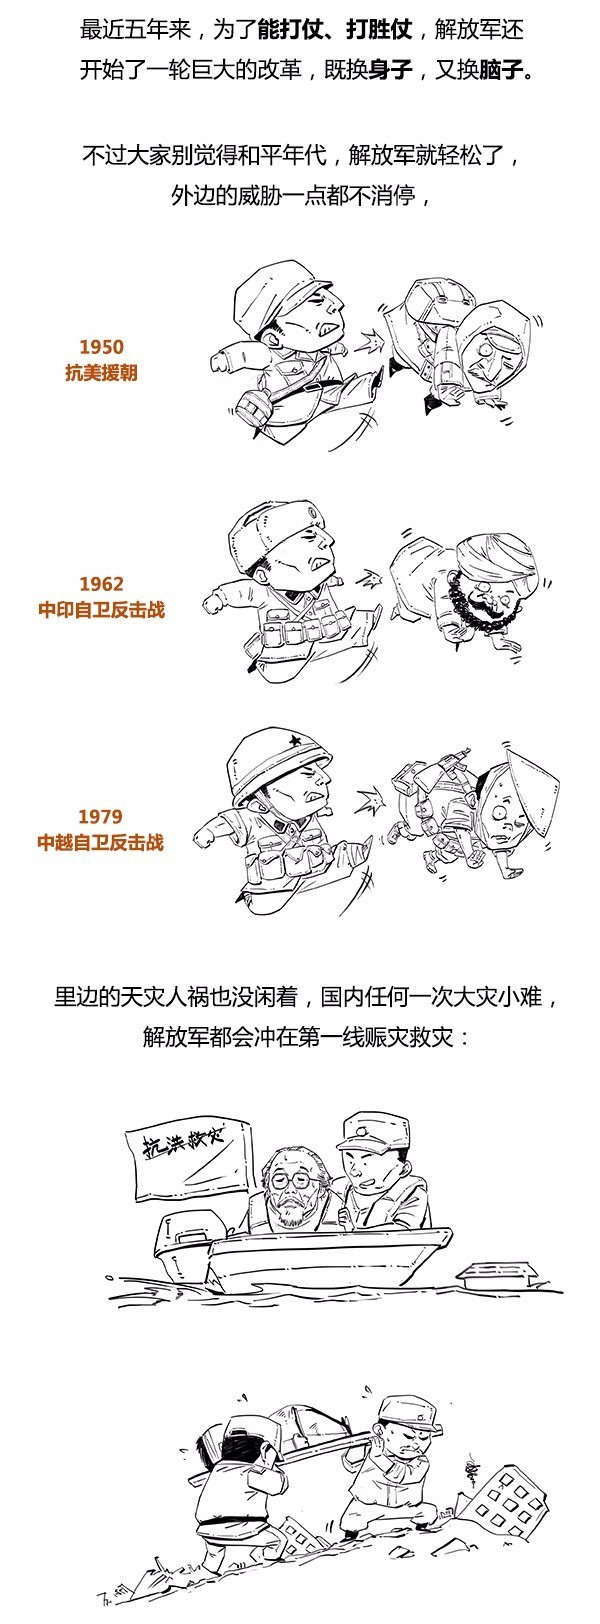 最近五年来，为了能打仗、打胜仗，解放军还
开始了一轮巨大的改革，既换身子，又换脑子。
不过大家别觉得和平年代，解放军就轻松了，
外边的威胁一点都不消停，
1950
抗美援朝
1962
中印自卫反击战
1979
中越自卫反击战
里边的天灾人祸也没闲着，国内任何一次大灾小难，
解放军都会冲在第一线赈灾救灾：
抗洪救灾